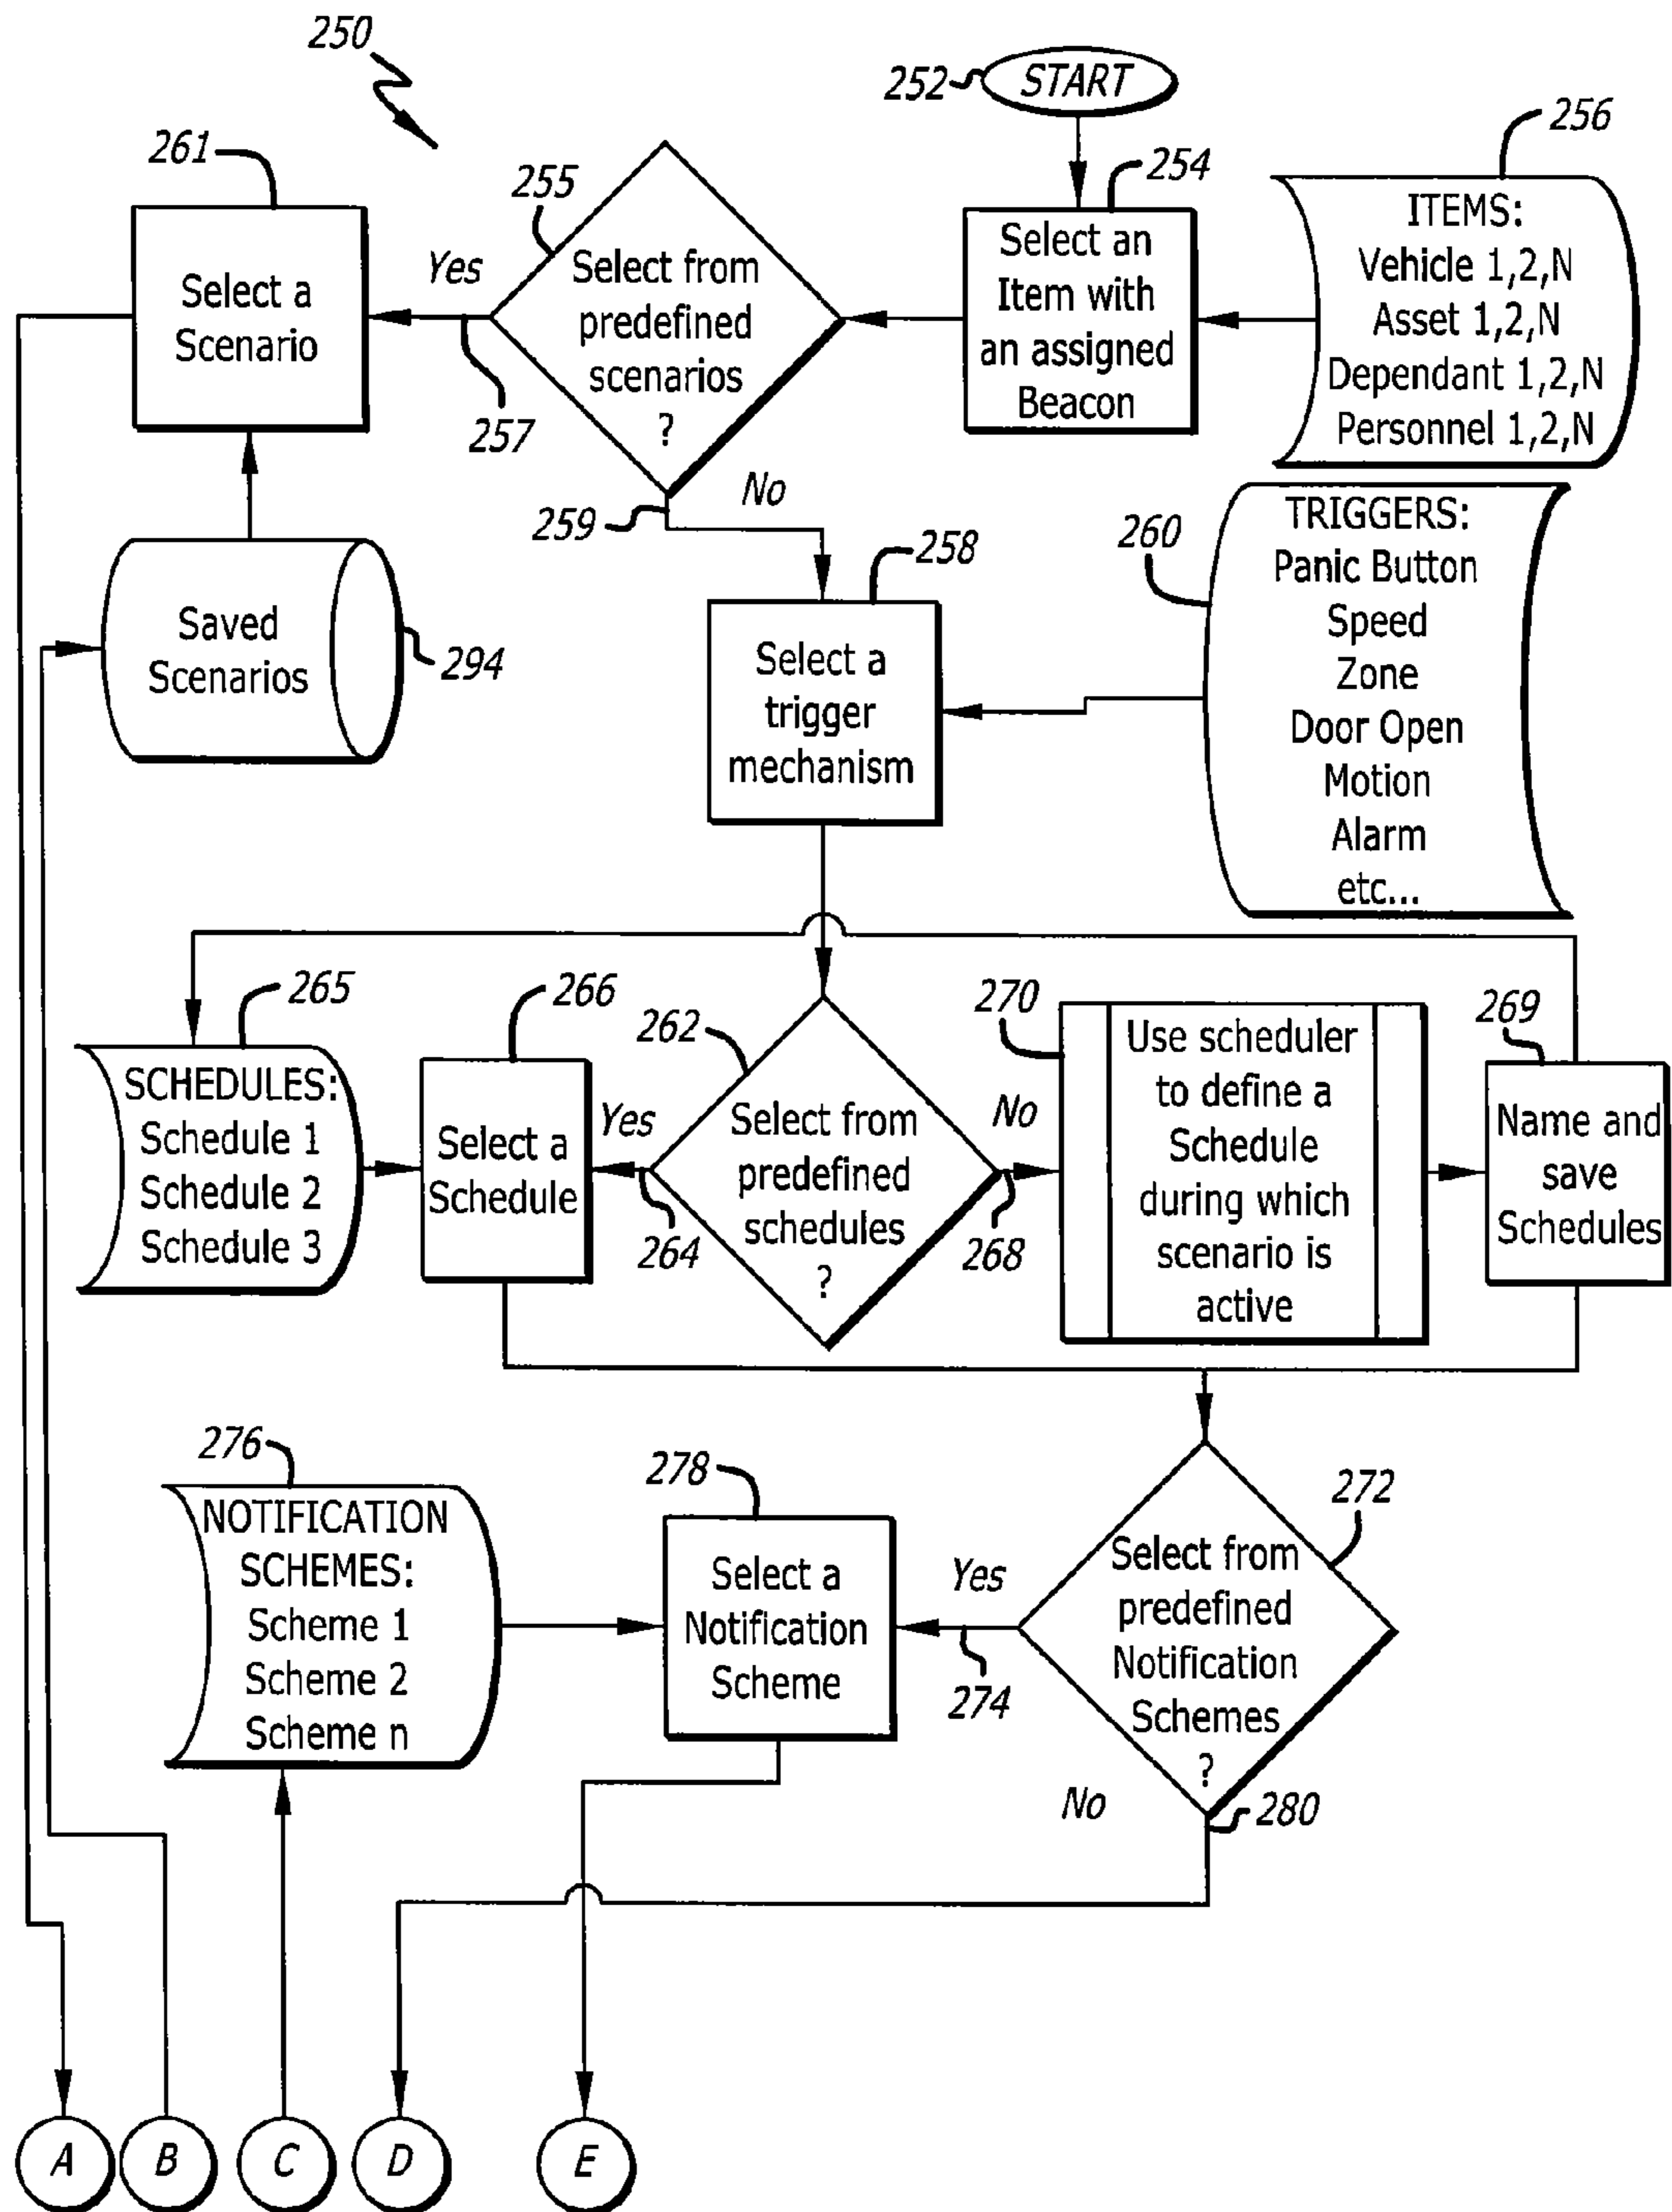 250
252
START
261
255
254
256
Select a
Scenario
Yes
257
Select from
predefined
scenarios
?
Select an
Item with
an assigned
Beacon
ITEMS:
Vehicle 1,2,N
Asset 1,2,N
Dependant 1,2,N
Personnel 1,2,N
No
259
258
260
TRIGGERS:
Panic Button
Speed
Zone
Door Open
Motion
Alarm
etc...
Saved
Scenarios
294
Select a
trigger
mechanism
265
266
262
270
269
SCHEDULES:
Schedule 1
Schedule 2
Schedule 3
Select a
Schedule
Yes
264
Select from
predefined
schedules
?
No
268
Use scheduler
to define a
Schedule
during which
scenario is
active
Name and
save
Schedules
276
278
272
NOTIFICATION
SCHEMES:
Scheme 1
Scheme 2
Scheme n
Select a
Notification
Scheme
Yes
274
Select from
predefined
Notification
Schemes
?
No
280
A
B
C
D
E